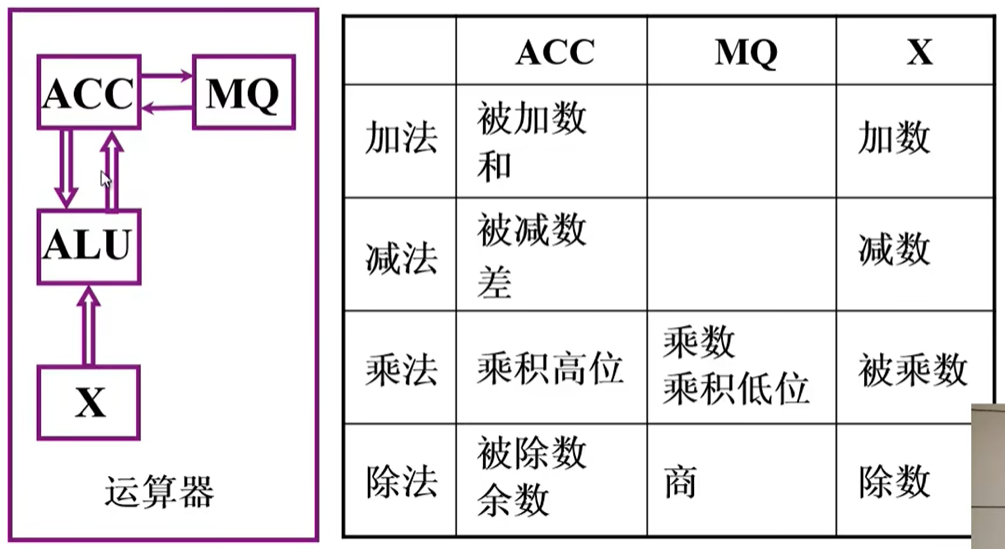 ACC
MQ
ALU
X
运算器
ACC
MQ
X
加法
被加数
和
加数
减法
被减数
差
减数
乘法
乘积高位
乘数
乘积低位
被乘数
除法
被除数
余数
商
除数